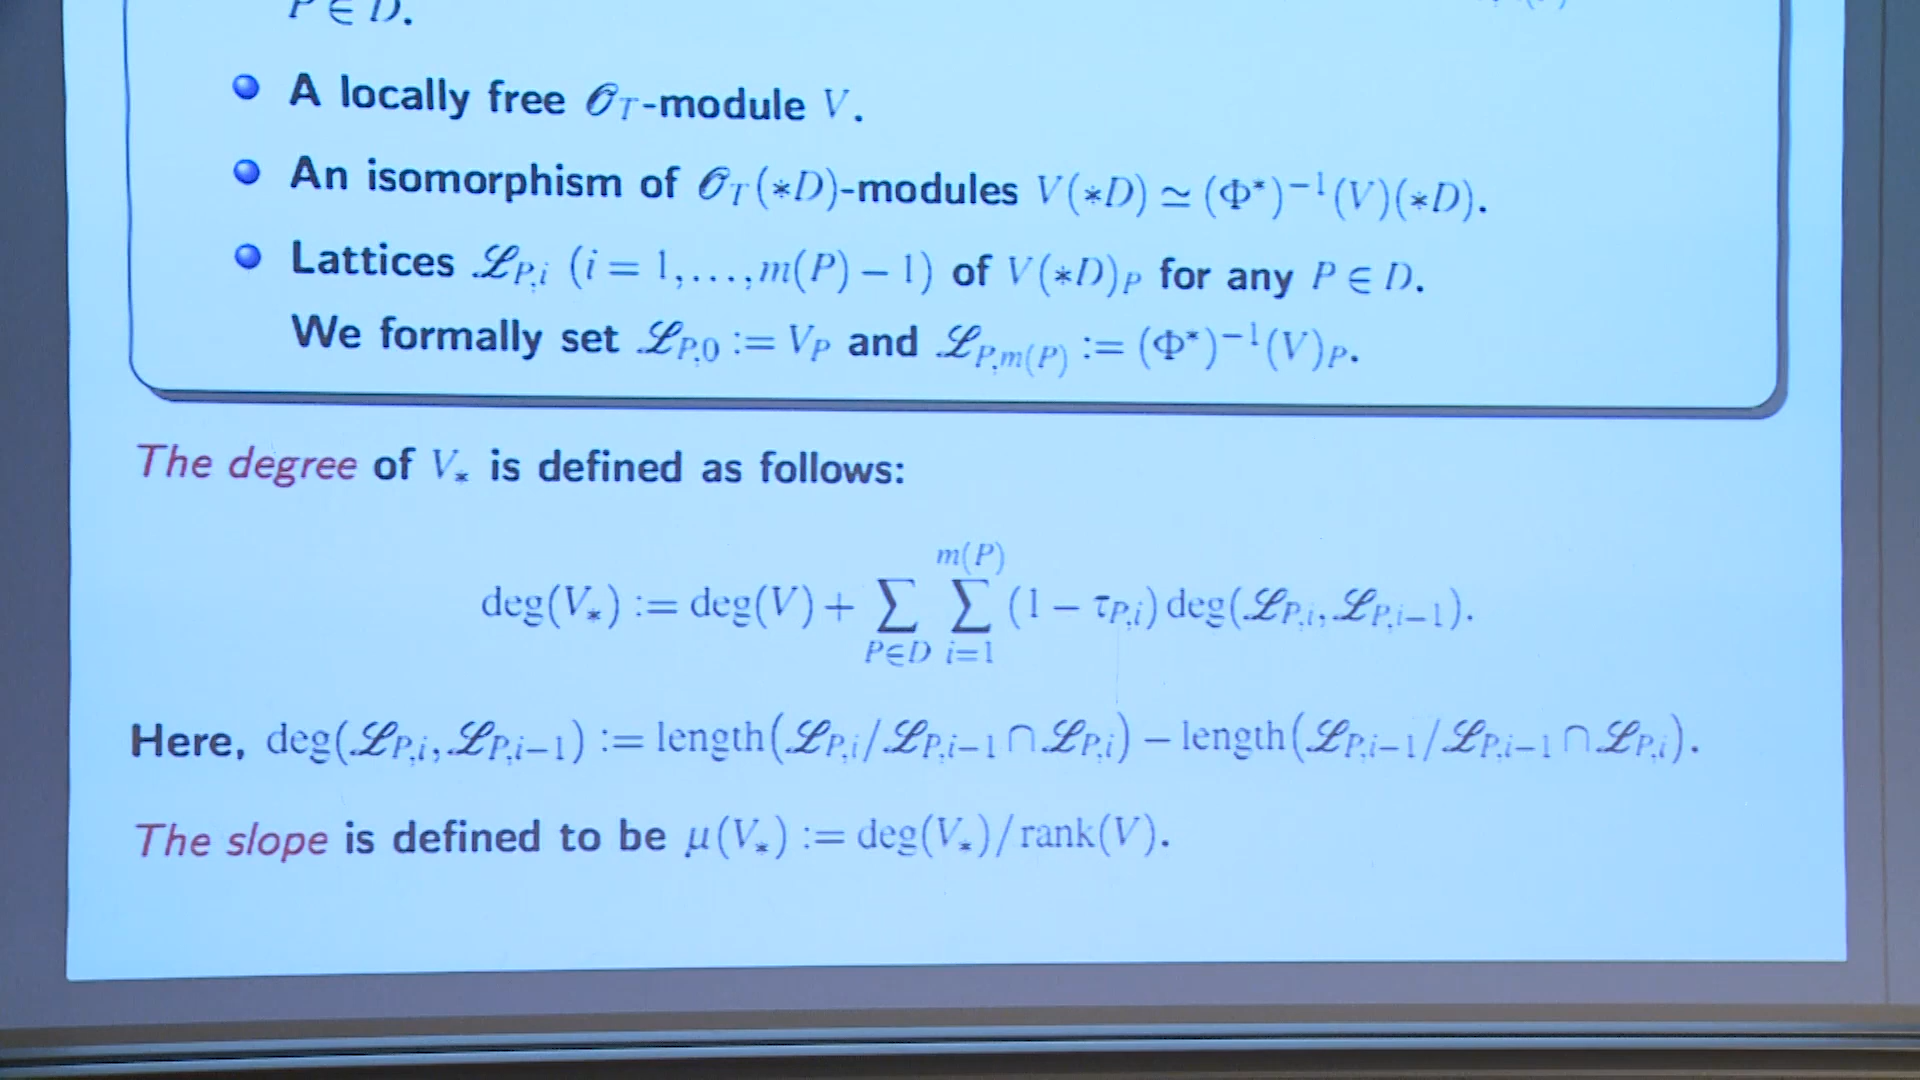 P ∈ D.
A locally free 𝒪_T-module V.
An isomorphism of 𝒪_T(*D)-modules V(*D) ≃ (Φ*)⁻¹(V)(*D).
Lattices ℒ_{P,i} (i = 1,...,m(P) − 1) of V(*D)_P for any P ∈ D.
We formally set ℒ_{P,0} := V_P and ℒ_{P,m(P)} := (Φ*)⁻¹(V)_P.
The degree of V_* is defined as follows:
deg(V_*) := deg(V) + ∑_{P∈D} ∑_{i=1}^{m(P)} (1 − τ_{P,i}) deg(ℒ_{P,i}, ℒ_{P,i−1}).
Here, deg(ℒ_{P,i}, ℒ_{P,i−1}) := length(ℒ_{P,i}/ℒ_{P,i−1} ∩ ℒ_{P,i}) − length(ℒ_{P,i−1}/ℒ_{P,i−1} ∩ ℒ_{P,i}).
The slope is defined to be μ(V_*) := deg(V_*)/rank(V).